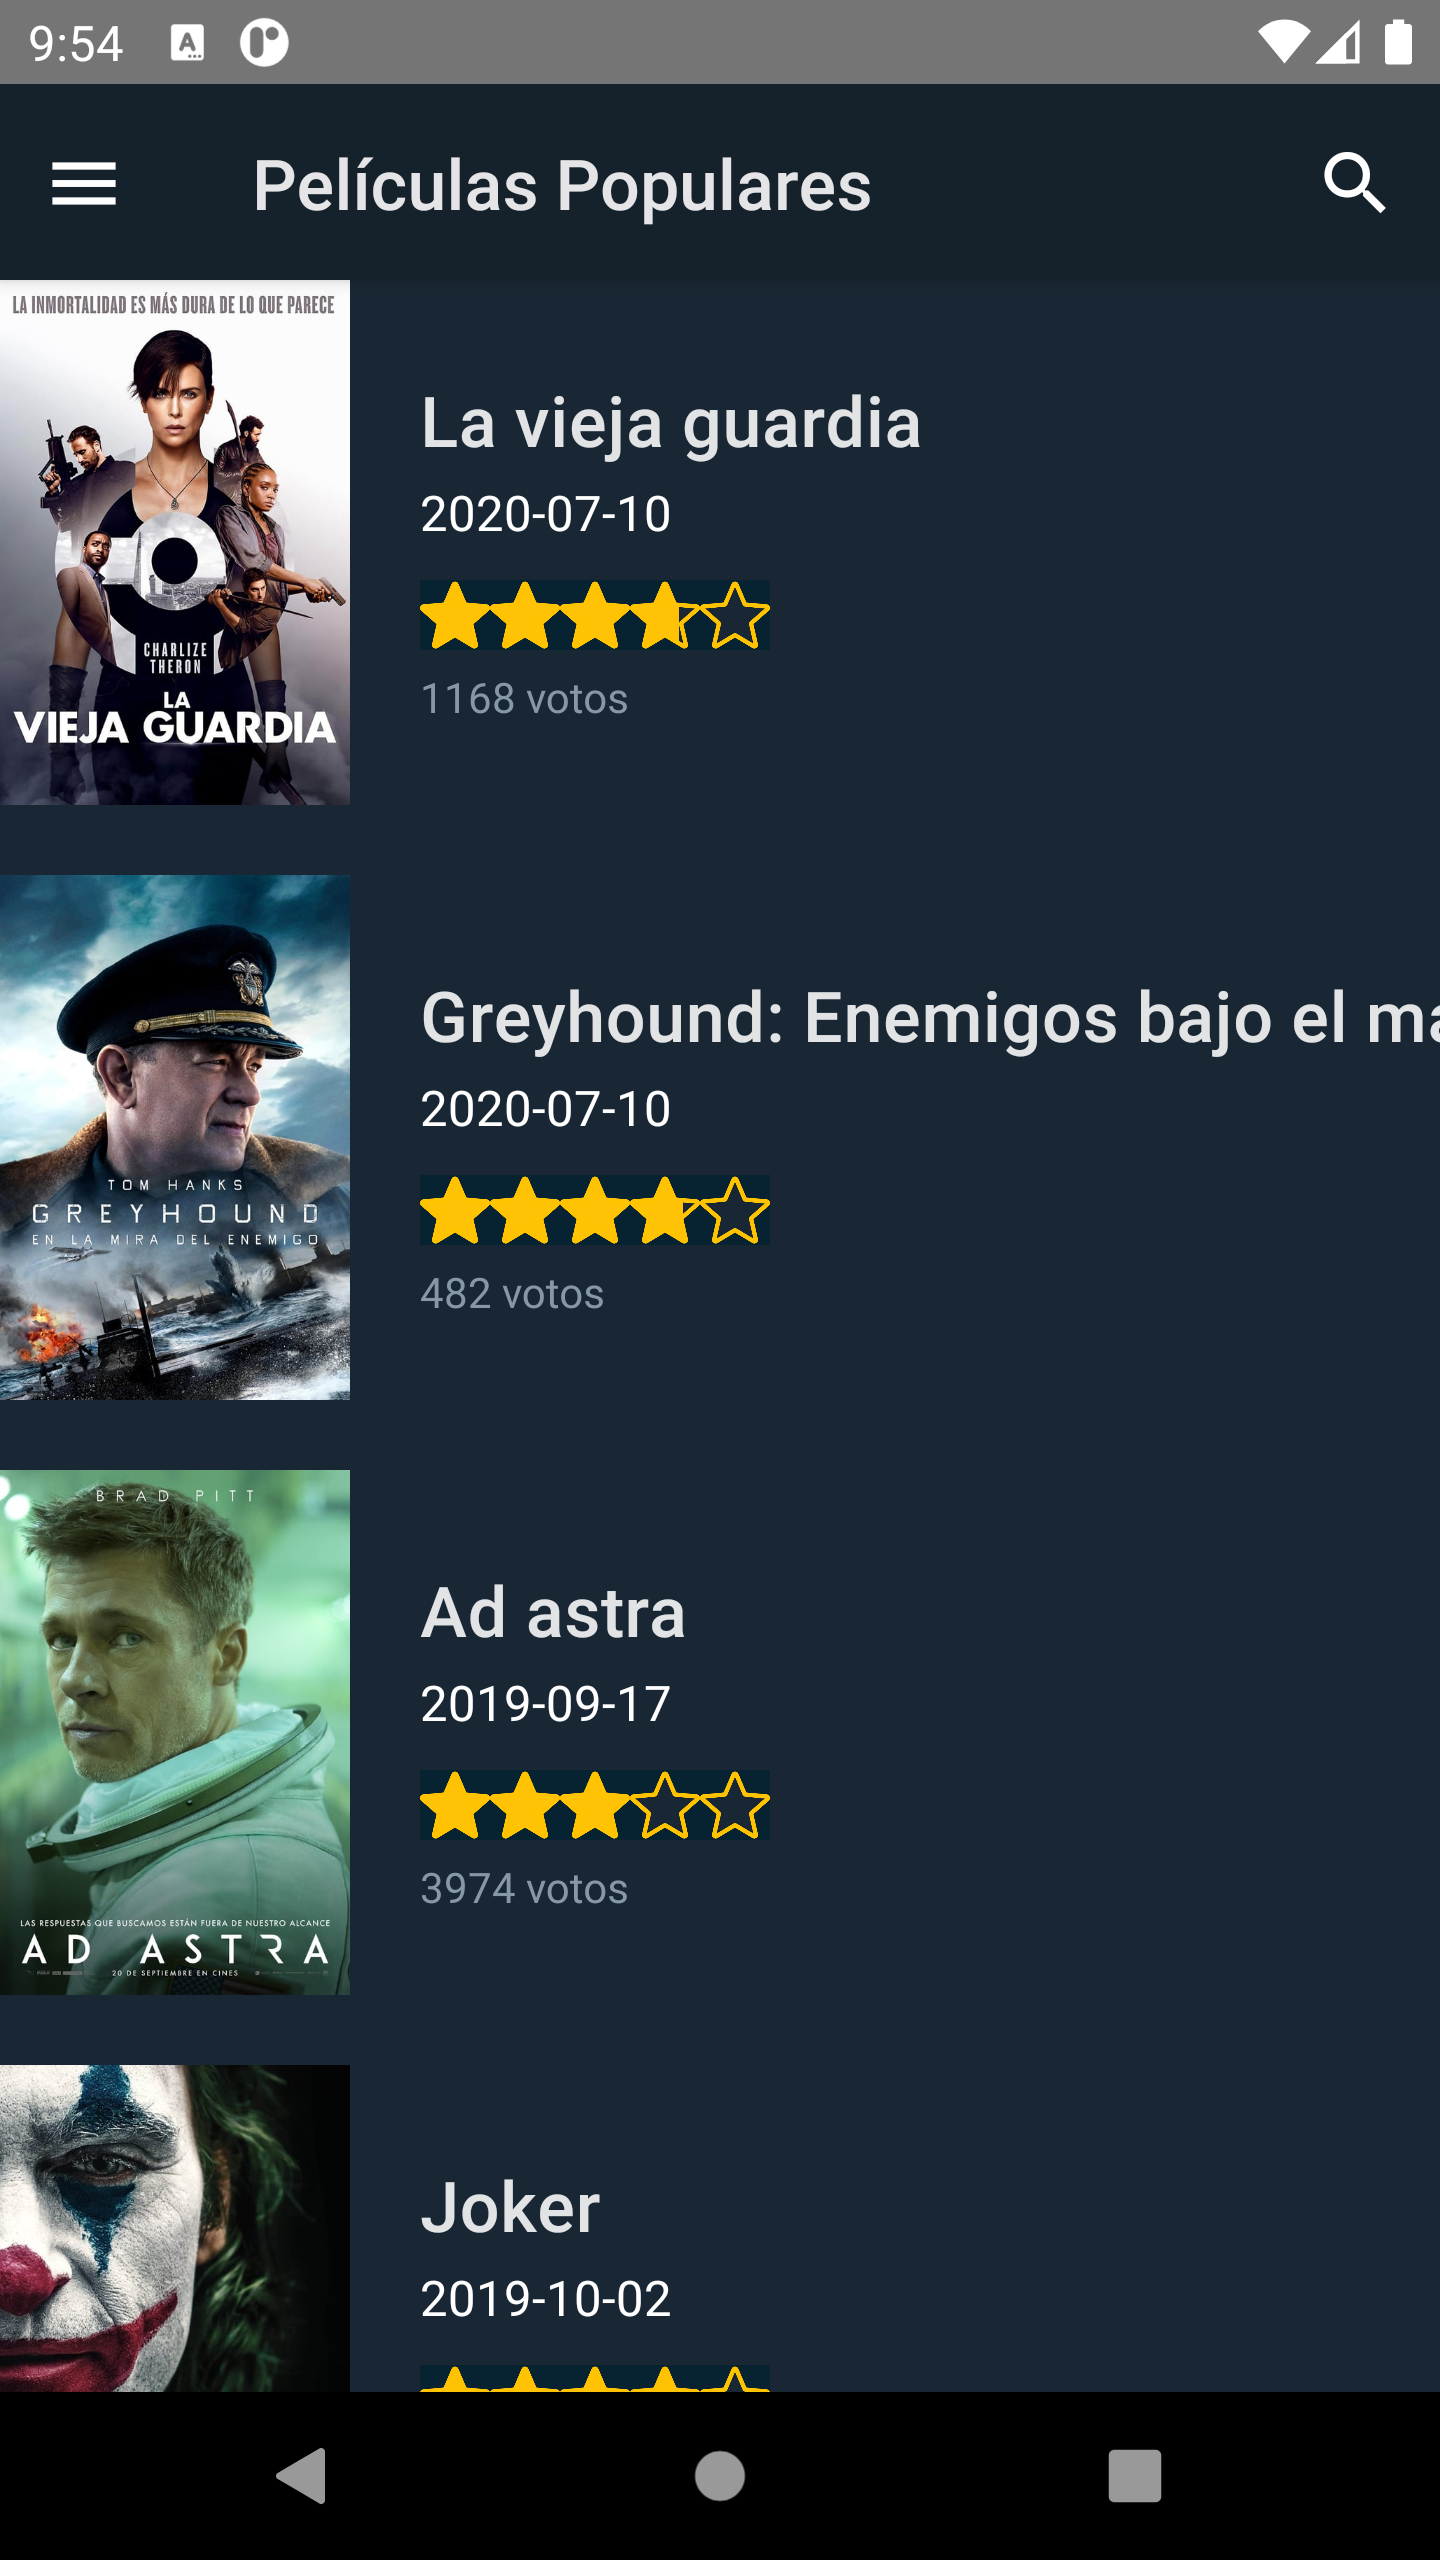 9:54
Películas Populares
LA INMORTALIDAD ES MÁS DURA DE LO QUE PARECE
CHARLIZE
THERON
LA
VIEJA GUARDIA
La vieja guardia
2020-07-10
1168 votos
TOM HANKS
GREYHOUND
EN LA MIRA DEL ENEMIGO
Greyhound: Enemigos bajo el ma
2020-07-10
482 votos
BRAD PITT
LAS RESPUESTAS QUE BUSCAMOS ESTÁN FUERA DE NUESTRO ALCANCE
AD ASTRA
20 DE SEPTIEMBRE EN CINES
Ad astra
2019-09-17
3974 votos
Joker
2019-10-02